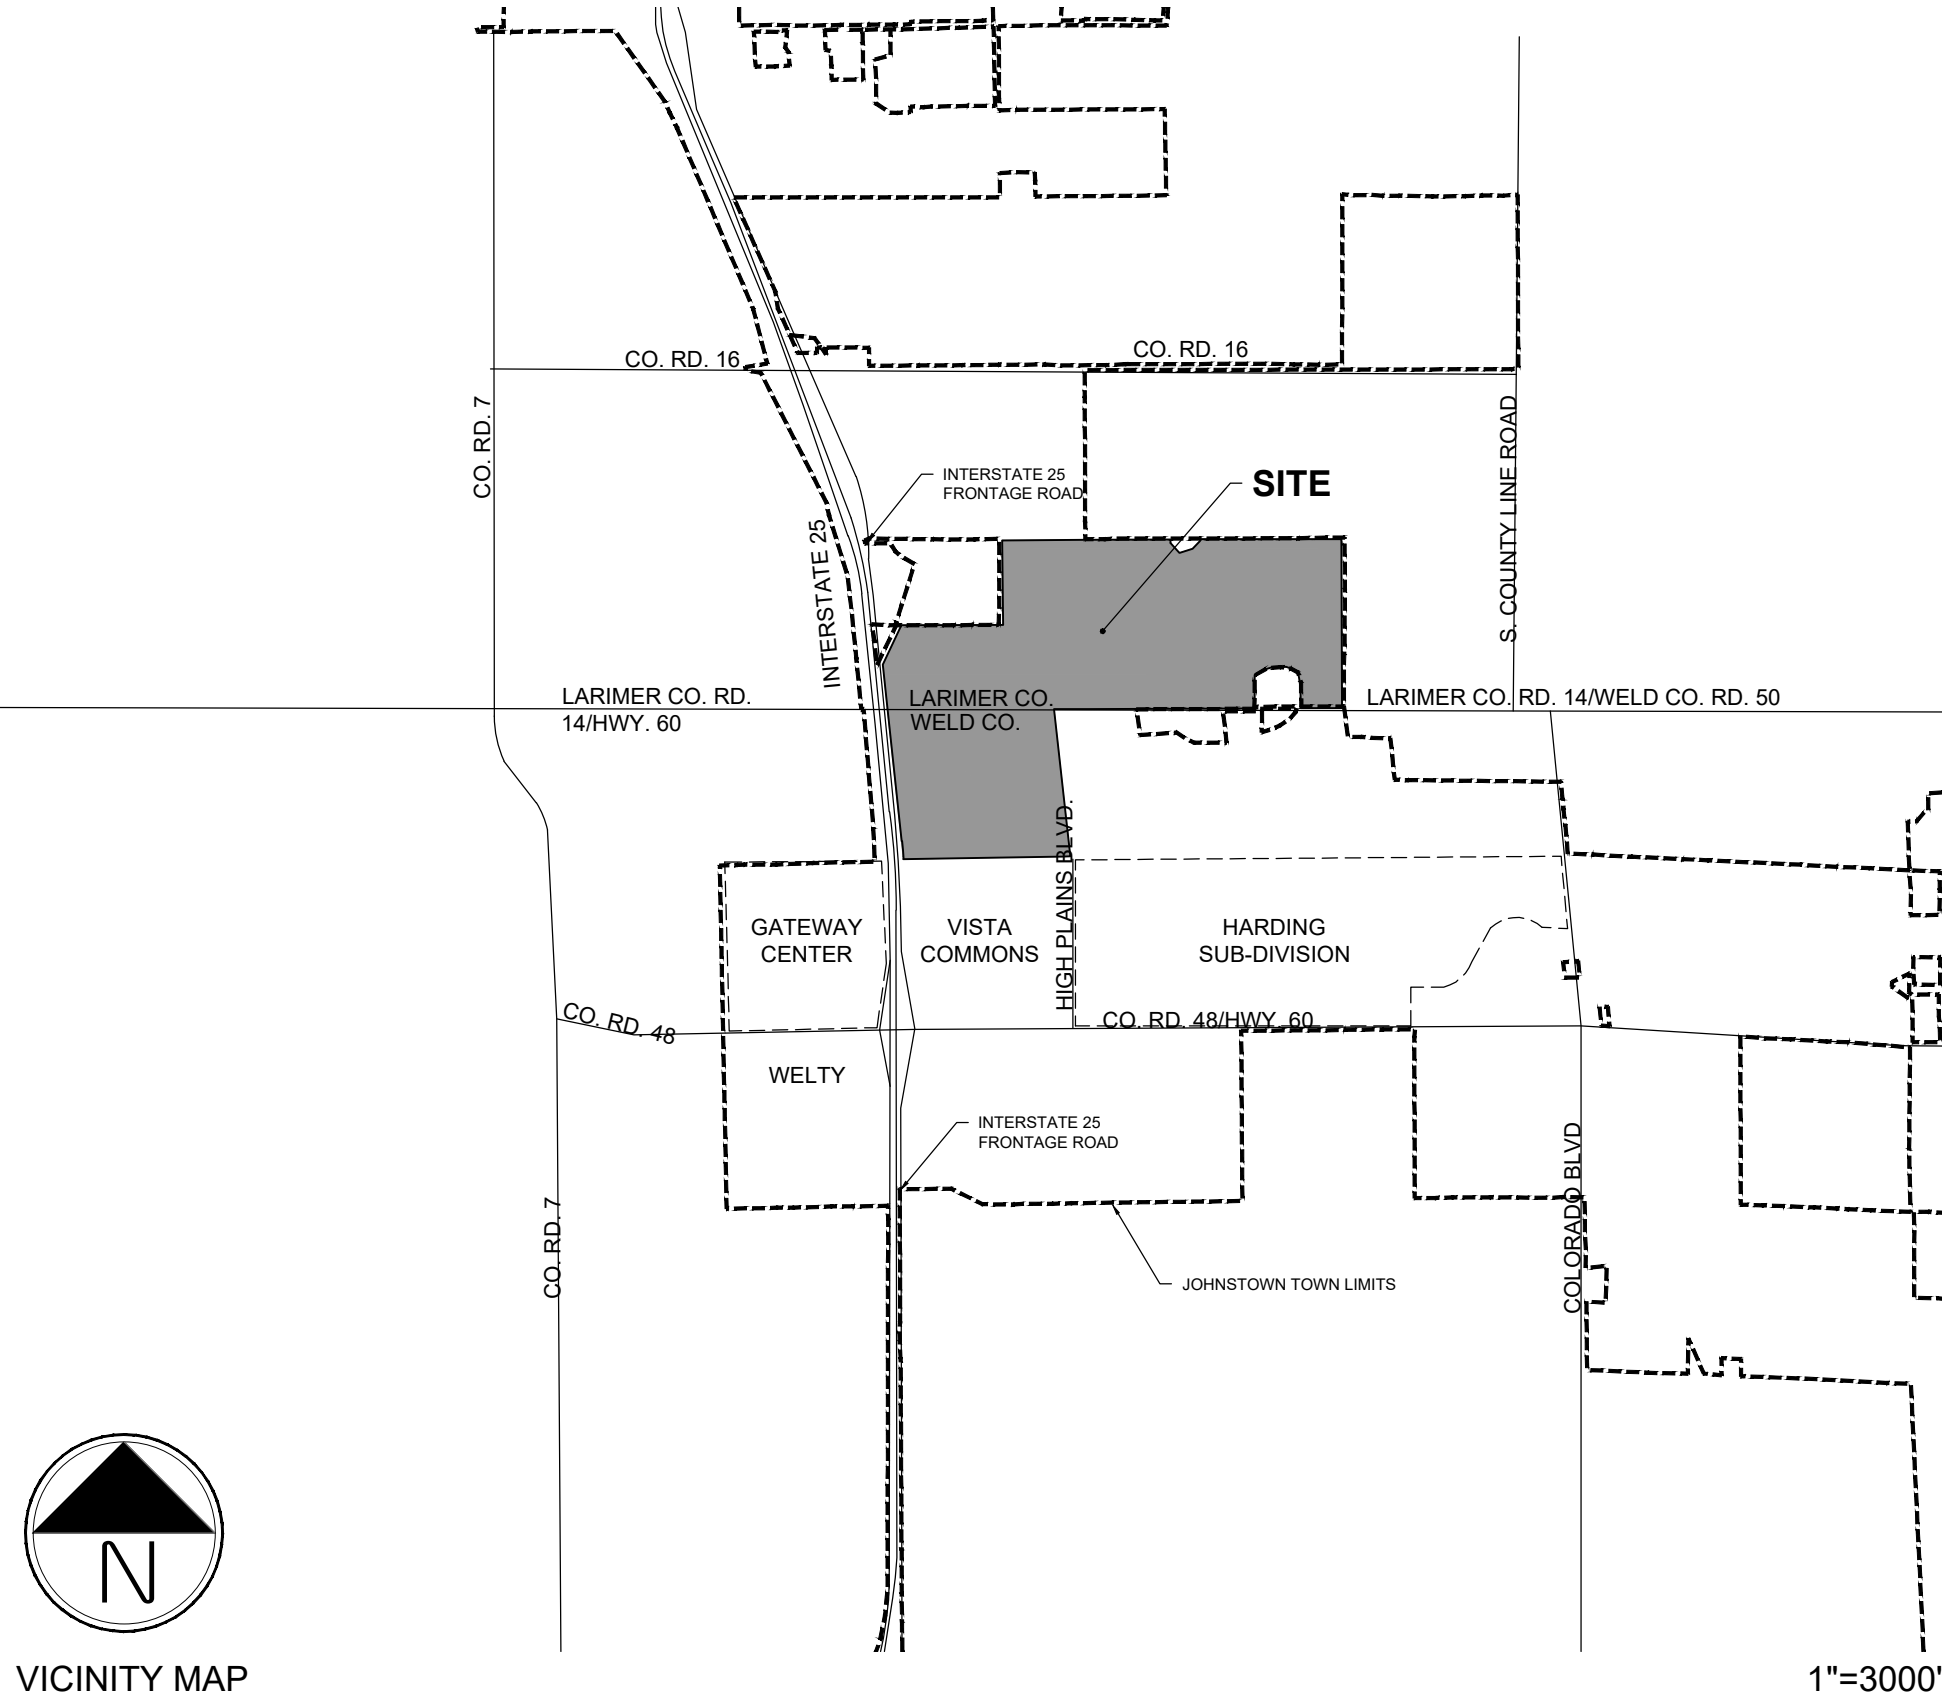 CO. RD. 16
CO. RD. 16
CO. RD. 7
S. COUNTY LINE ROAD
INTERSTATE 25
FRONTAGE ROAD
SITE
INTERSTATE 25
LARIMER CO. RD.
14/HWY. 60
LARIMER CO.
WELD CO.
LARIMER CO. RD. 14/WELD CO. RD. 50
HIGH PLAINS BLVD.
GATEWAY
CENTER
VISTA
COMMONS
HARDING
SUB-DIVISION
CO. RD. 48
CO. RD. 48/HWY. 60
WELTY
INTERSTATE 25
FRONTAGE ROAD
CO. RD. 7
COLORADO BLVD
JOHNSTOWN TOWN LIMITS
N
VICINITY MAP
1"=3000'